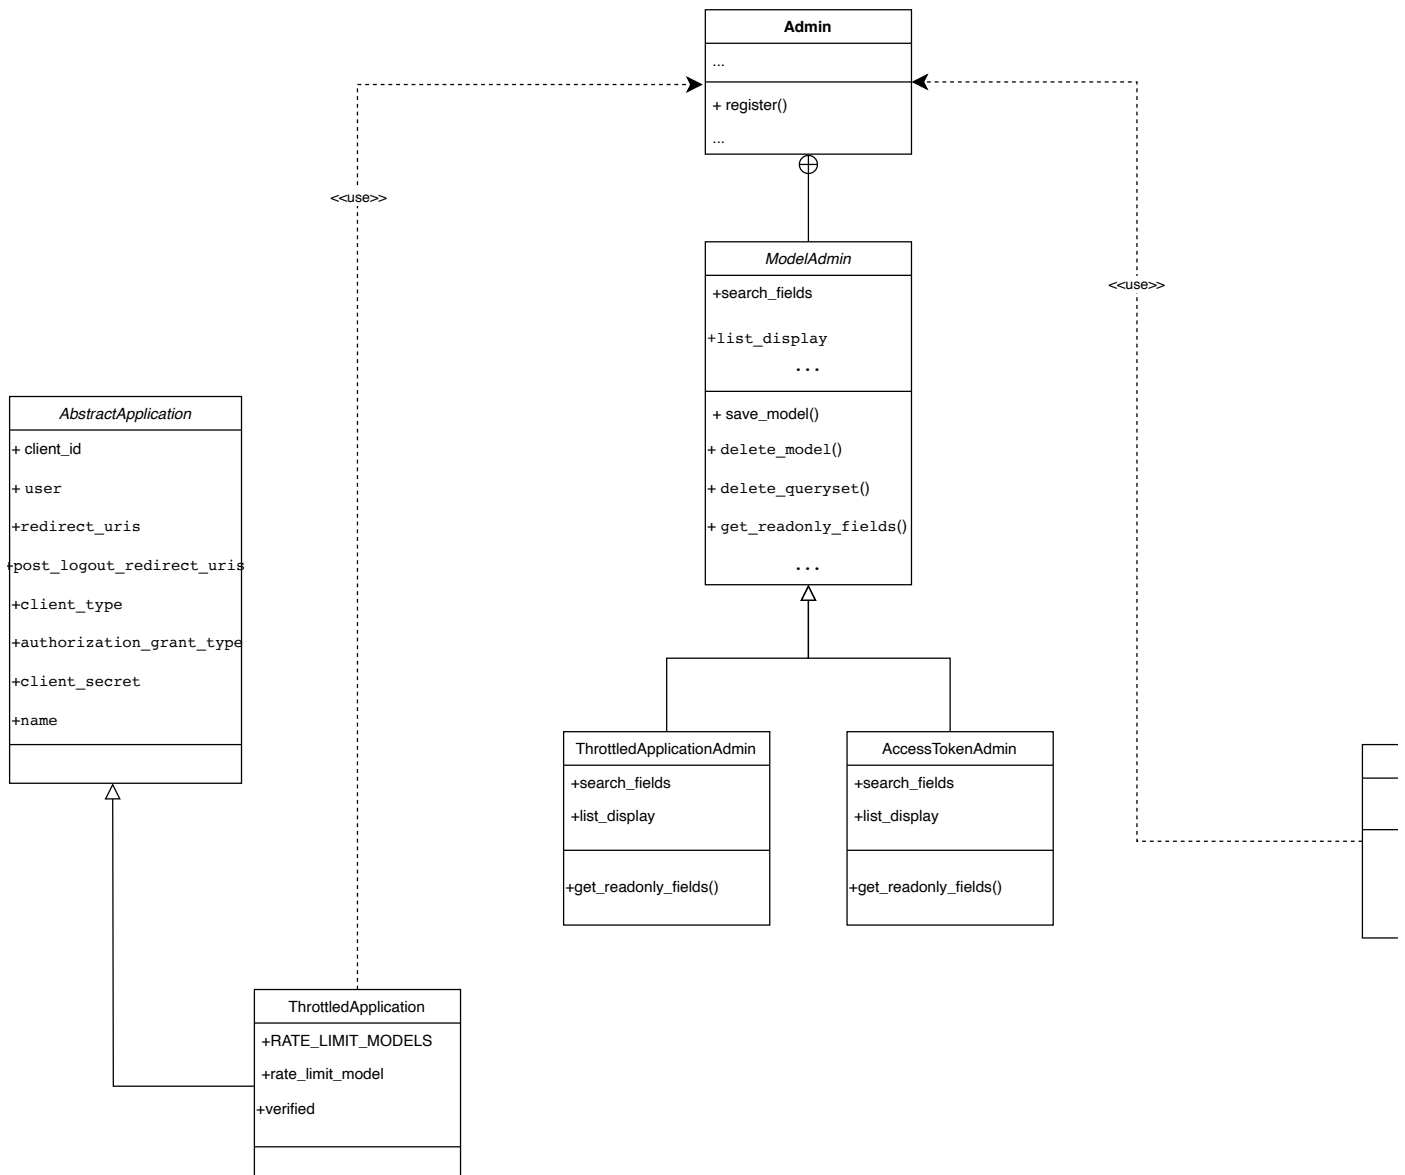 Admin
...
+ register()
...
<<use>>
<<use>>
ModelAdmin
+search_fields
+list_display
...
+ save_model()
+ delete_model()
+ delete_queryset()
+ get_readonly_fields()
...
AbstractApplication
+ client_id
+ user
+redirect_uris
+post_logout_redirect_uris
+client_type
+authorization_grant_type
+client_secret
+name
ThrottledApplicationAdmin
+search_fields
+list_display
+get_readonly_fields()
AccessTokenAdmin
+search_fields
+list_display
+get_readonly_fields()
ThrottledApplication
+RATE_LIMIT_MODELS
+rate_limit_model
+verified